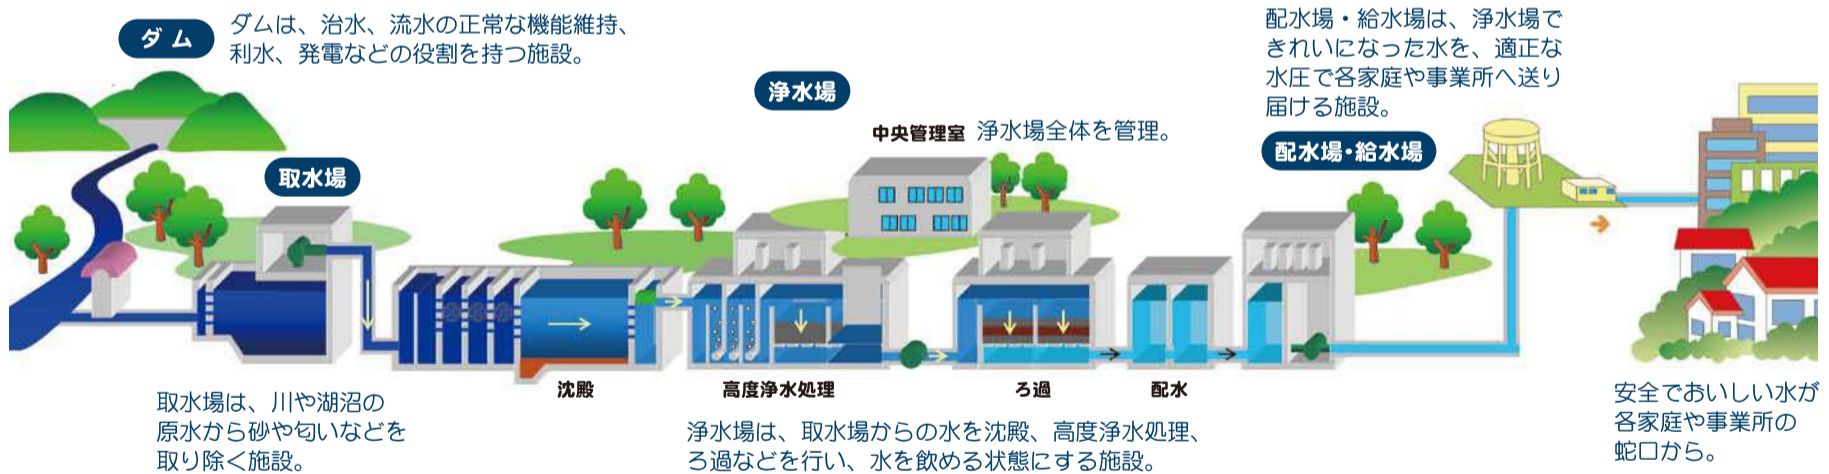 ダム
ダムは、治水、流水の正常な機能維持、
利水、発電などの役割を持つ施設。
取水場
取水場は、川や湖沼の
原水から砂や匂いなどを
取り除く施設。
浄水場
中央管理室 浄水場全体を管理。
沈殿
高度浄水処理
ろ過
配水
浄水場は、取水場からの水を沈殿、高度浄水処理、
ろ過などを行い、水を飲める状態にする施設。
配水場・給水場は、浄水場で
きれいになった水を、適正な
水圧で各家庭や事業所へ送り
届ける施設。
配水場・給水場
安全でおいしい水が
各家庭や事業所の
蛇口から。